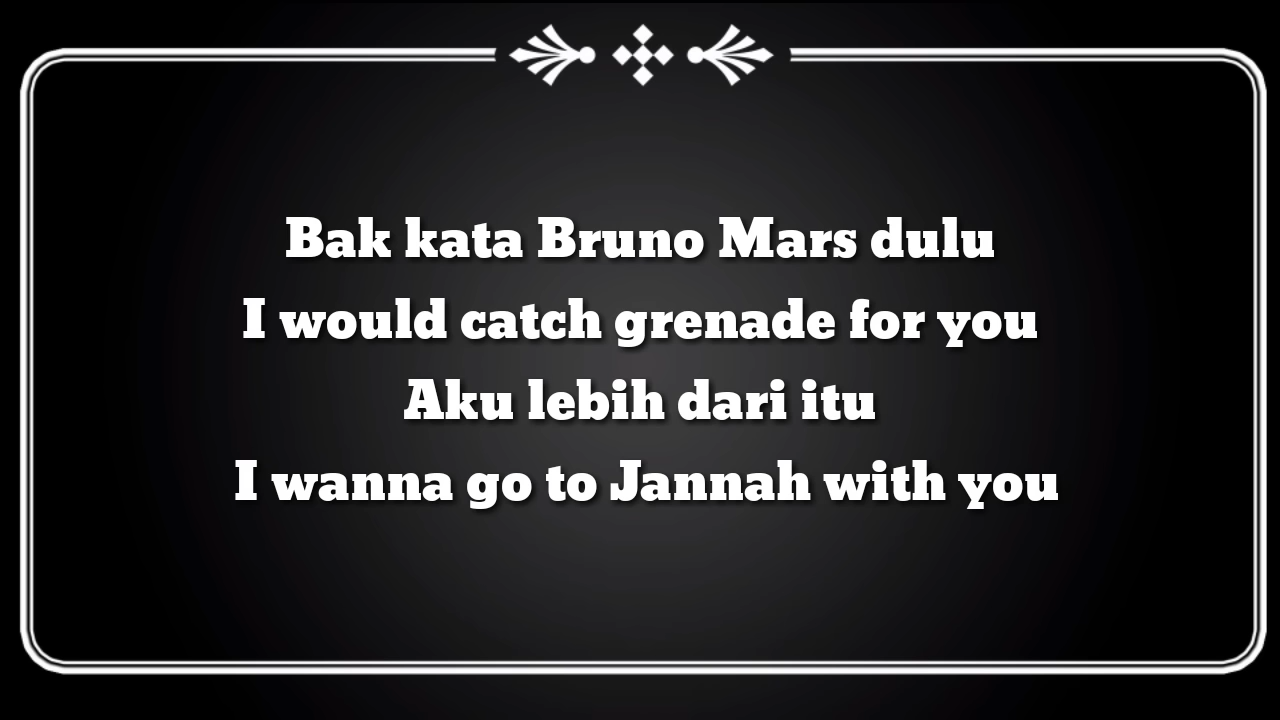 Bak kata Bruno Mars dulu
I would catch grenade for you
Aku lebih dari itu
I wanna go to Jannah with you